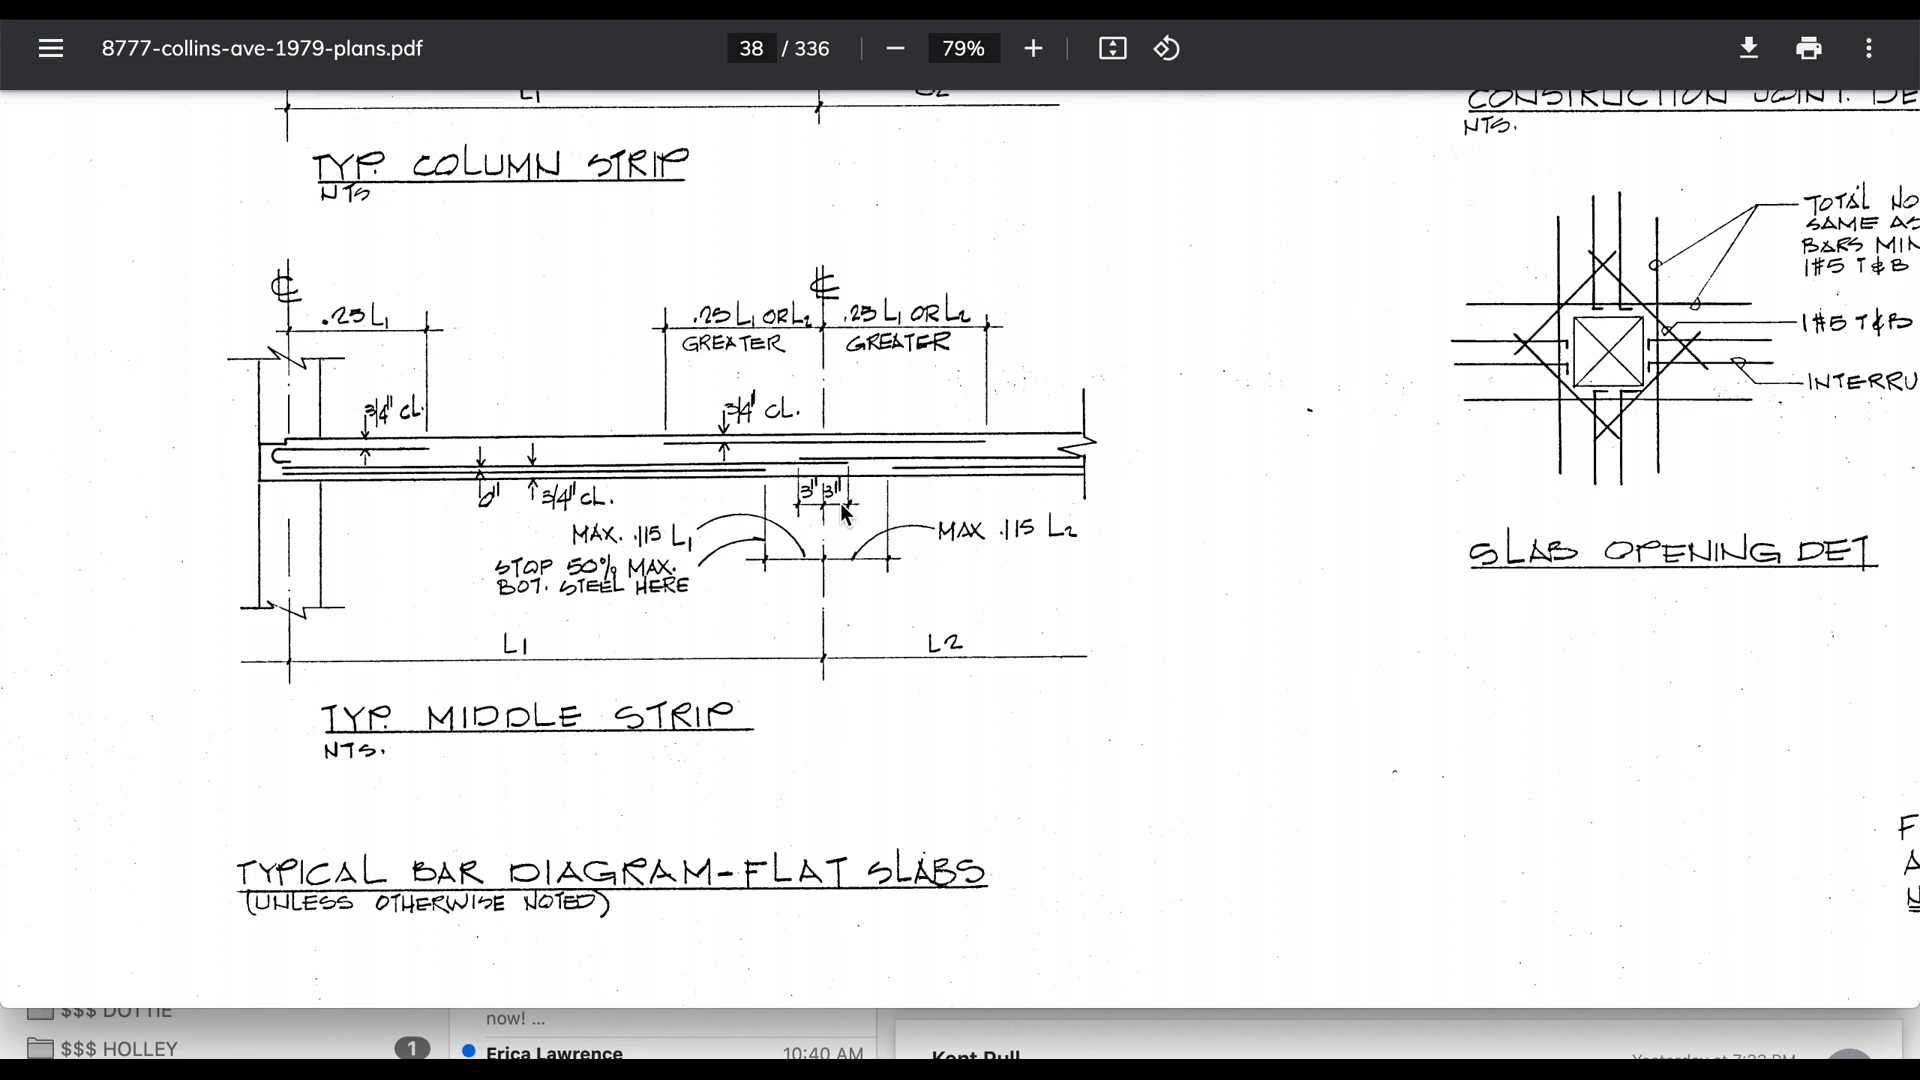 8777-collins-ave-1979-plans.pdf
38 / 336
79%
L1
CONSTRUCTION JOINT. DE
NTS.
TYP. COLUMN STRIP
NTS
TOTAL NO
SAME AS
BARS MIN
1#5 T&B
1#5 T&B
INTERRU
SLAB OPENING DET
℄
℄
.25 L1
.25 L1 OR L2
GREATER
.25 L1 OR L2
GREATER
3/4" CL.
3/4" CL.
0"
3/4" CL.
3" 3"
MAX. .115 L1
MAX .115 L2
STOP 50% MAX.
BOT. STEEL HERE
L1
L2
TYP. MIDDLE STRIP
NTS.
TYPICAL BAR DIAGRAM-FLAT SLABS
(UNLESS OTHERWISE NOTED)
F
A
N
$$$ DOTTIE
now! ...
$$$ HOLLEY
1
Erica Lawrence
10:40 AM